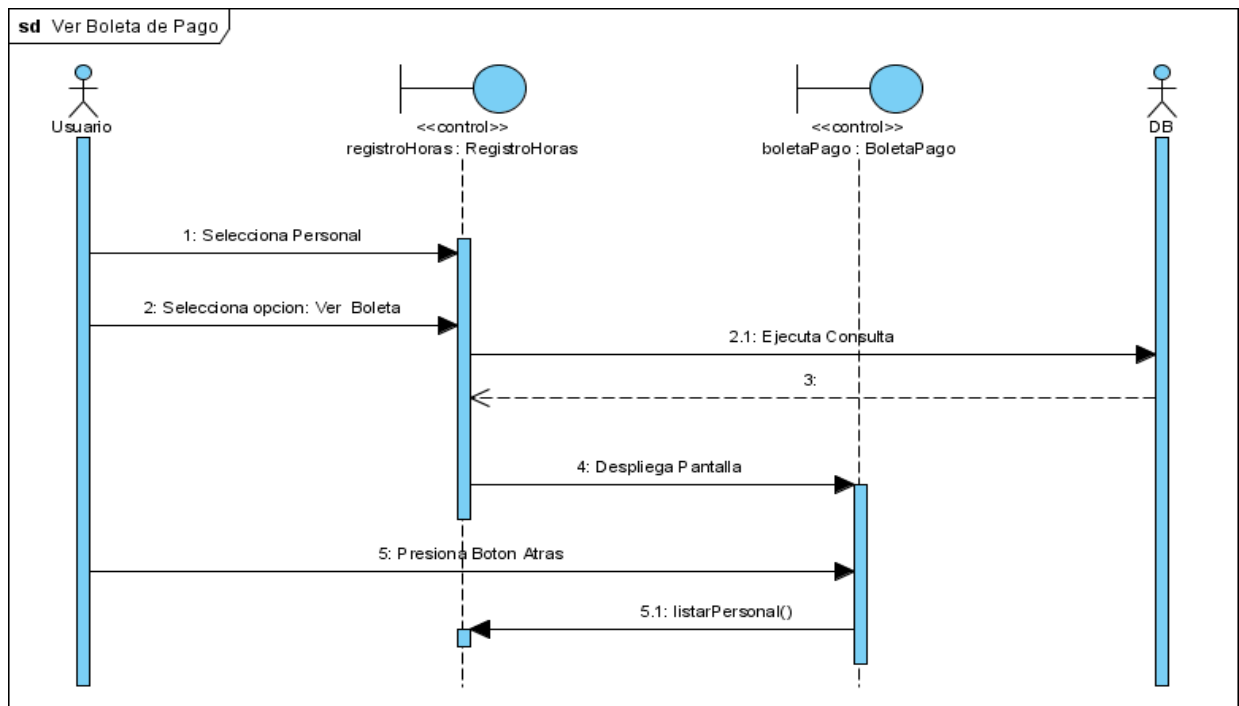 sd Ver Boleta de Pago
Usuario
<<control>>
registroHoras : RegistroHoras
<<control>>
boletaPago : BoletaPago
DB
1: Selecciona Personal
2: Selecciona opcion: Ver Boleta
2.1: Ejecuta Consulta
3:
4: Despliega Pantalla
5: Presiona Boton Atras
5.1: listarPersonal()